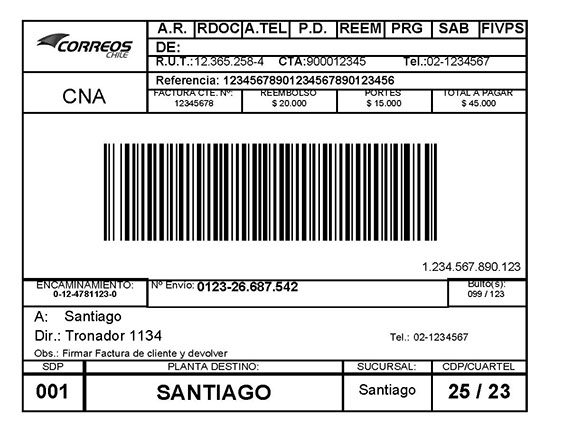 CORREOS
CHILE
A.R. RDOC A.TEL P.D. REEM PRG SAB FIVPS
DE:
R.U.T.:12.365.258-4 CTA:900012345 Tel.:02-1234567
Referencia: 12345678901234567890123456
CNA
FACTURA CTE. Nº: REEMBOLSO PORTES TOTAL A PAGAR
12345678 $ 20.000 $ 15.000 $ 45.000
1.234.567.890.123
ENCAMINAMIENTO: Nº Envío: 0123-26.687.542 Bulto(s):
0-12-4781123-0 099 / 123
A: Santiago
Dir.: Tronador 1134 Tel.: 02-1234567
Obs.: Firmar Factura de cliente y devolver
SDP PLANTA DESTINO: SUCURSAL: CDP/CUARTEL
001 SANTIAGO Santiago 25 / 23